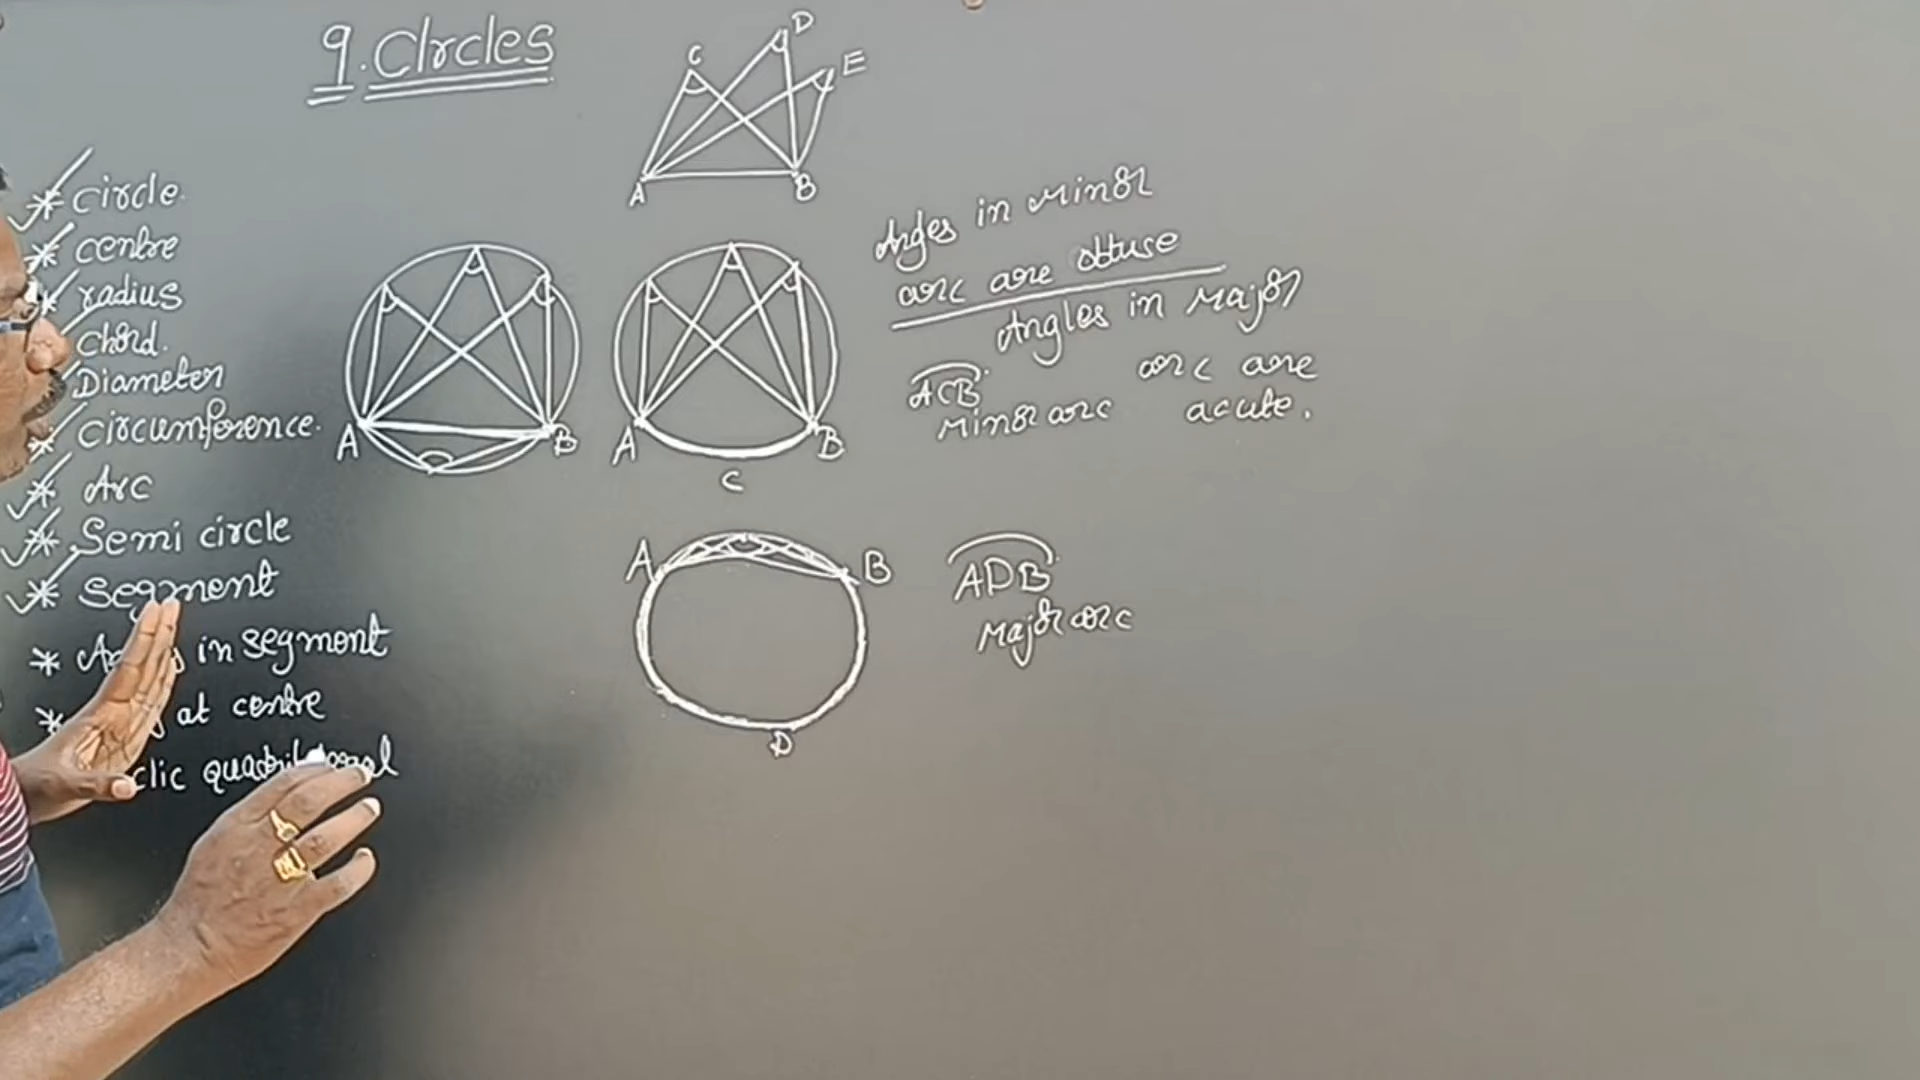 9. Circles
* circle.
* centre
* radius
chord.
Diameter
* circumference.
* Arc
* Semi circle
* segment
* in segment
* at centre
clic quadrilateral
C
D
E
A
B
A
B
A
B
C
Angles in minor
arc are obtuse
Angles in Major
arc are
acute.
ACB
minor arc
A
B
D
ADB
Major arc